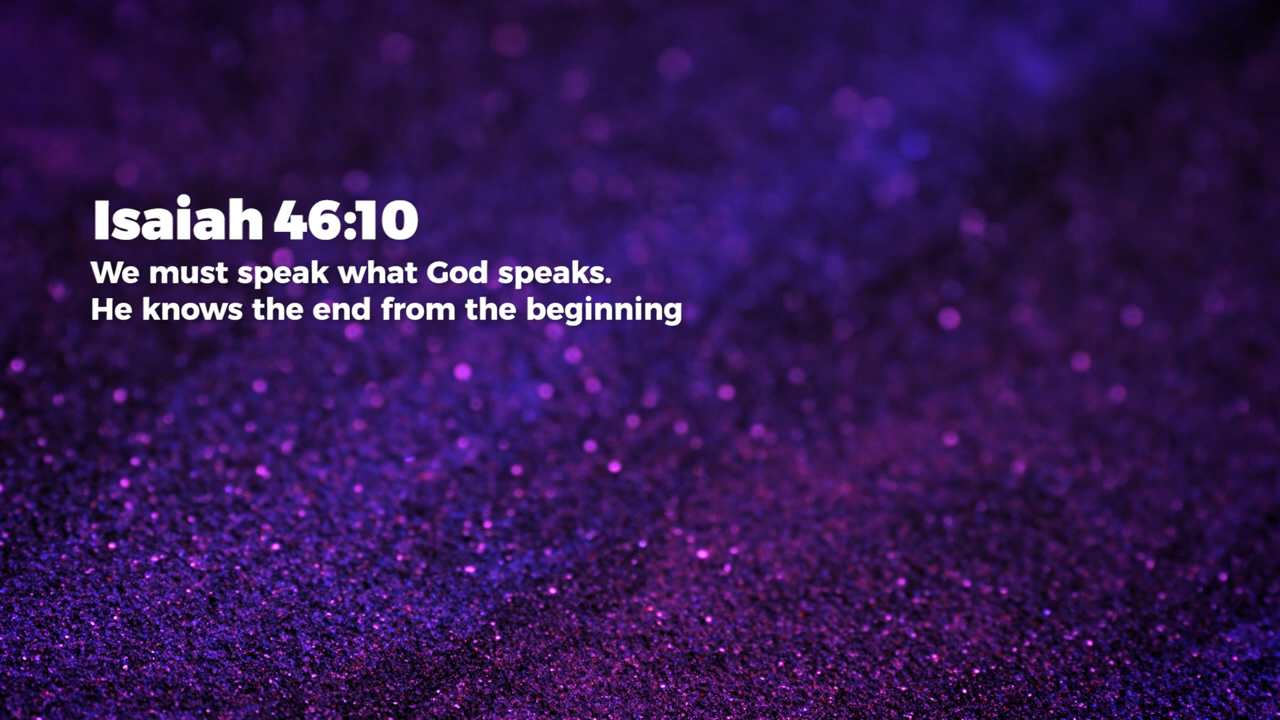 Isaiah 46:10
We must speak what God speaks.
He knows the end from the beginning